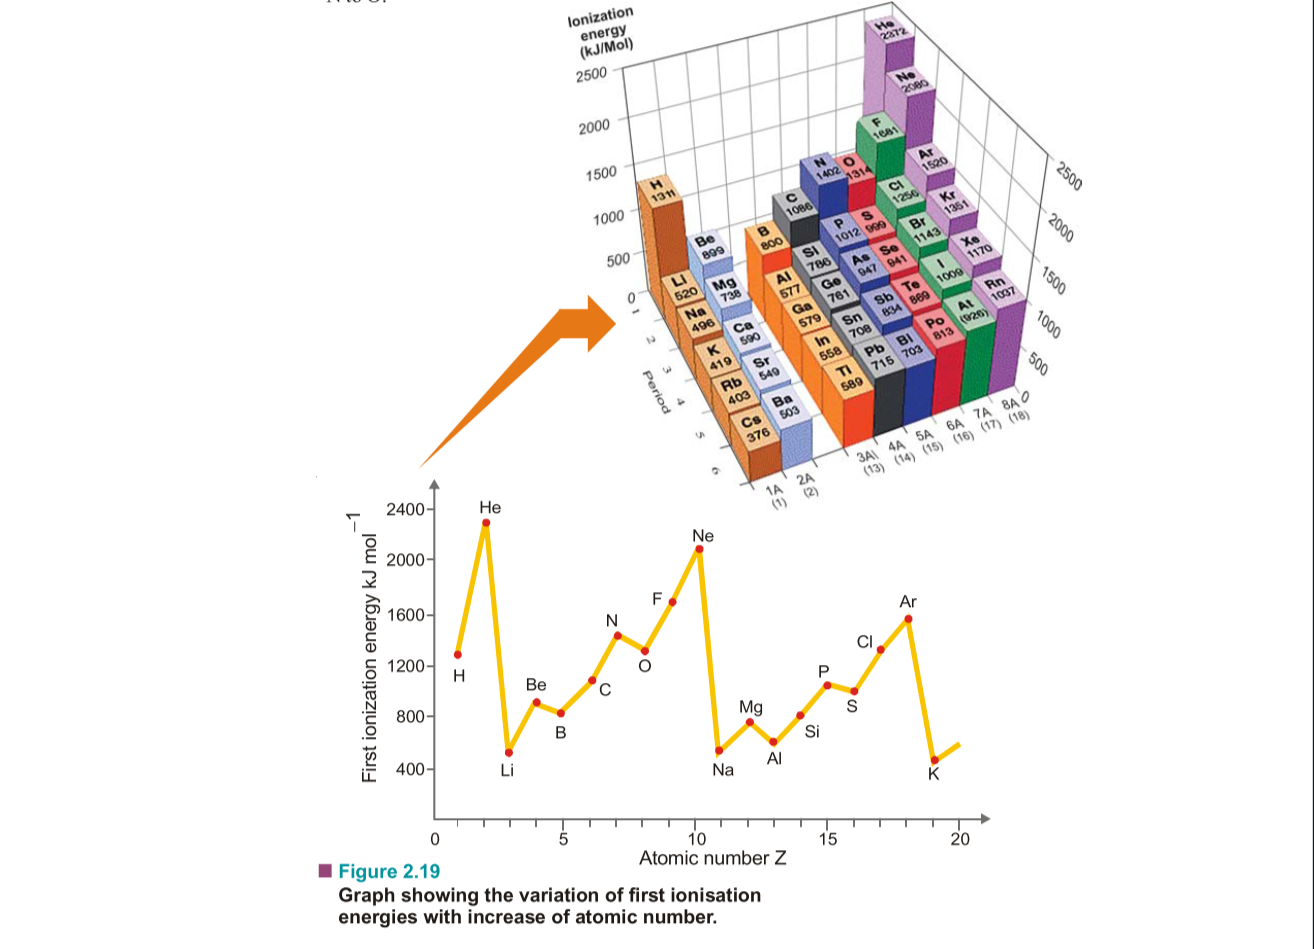 Ionization
energy
(kJ/Mol)
2500
2000
1500
1000
500
0
2500
2000
1500
1000
500
0
He
2372
Ne
2080
F
1681
Ar
1520
N
1402
O
1314
Cl
1256
Kr
1351
H
1311
C
1086
P
1012
S
999
Br
1143
Xe
1170
Be
899
B
800
Si
786
As
947
Se
941
I
1009
Rn
1037
Li
520
Mg
738
Al
577
Ge
761
Sb
834
Te
869
At
(926)
Na
496
Ca
590
Ga
579
Sn
708
Bi
703
Po
813
K
419
Sr
549
In
558
Pb
715
Rb
403
Ba
503
Tl
589
Cs
376
1
2
3
4
5
6
Period
1A
(1)
2A
(2)
3A
(13)
4A
(14)
5A
(15)
6A
(16)
7A
(17)
8A
(18)
First ionization energy kJ mol–1
2400
2000
1600
1200
800
400
He
Ne
H
Be
B
Li
N
F
O
C
Ar
Cl
P
S
Mg
Si
Al
Na
K
0 5 10 15 20
Atomic number Z
Figure 2.19
Graph showing the variation of first ionisation
energies with increase of atomic number.